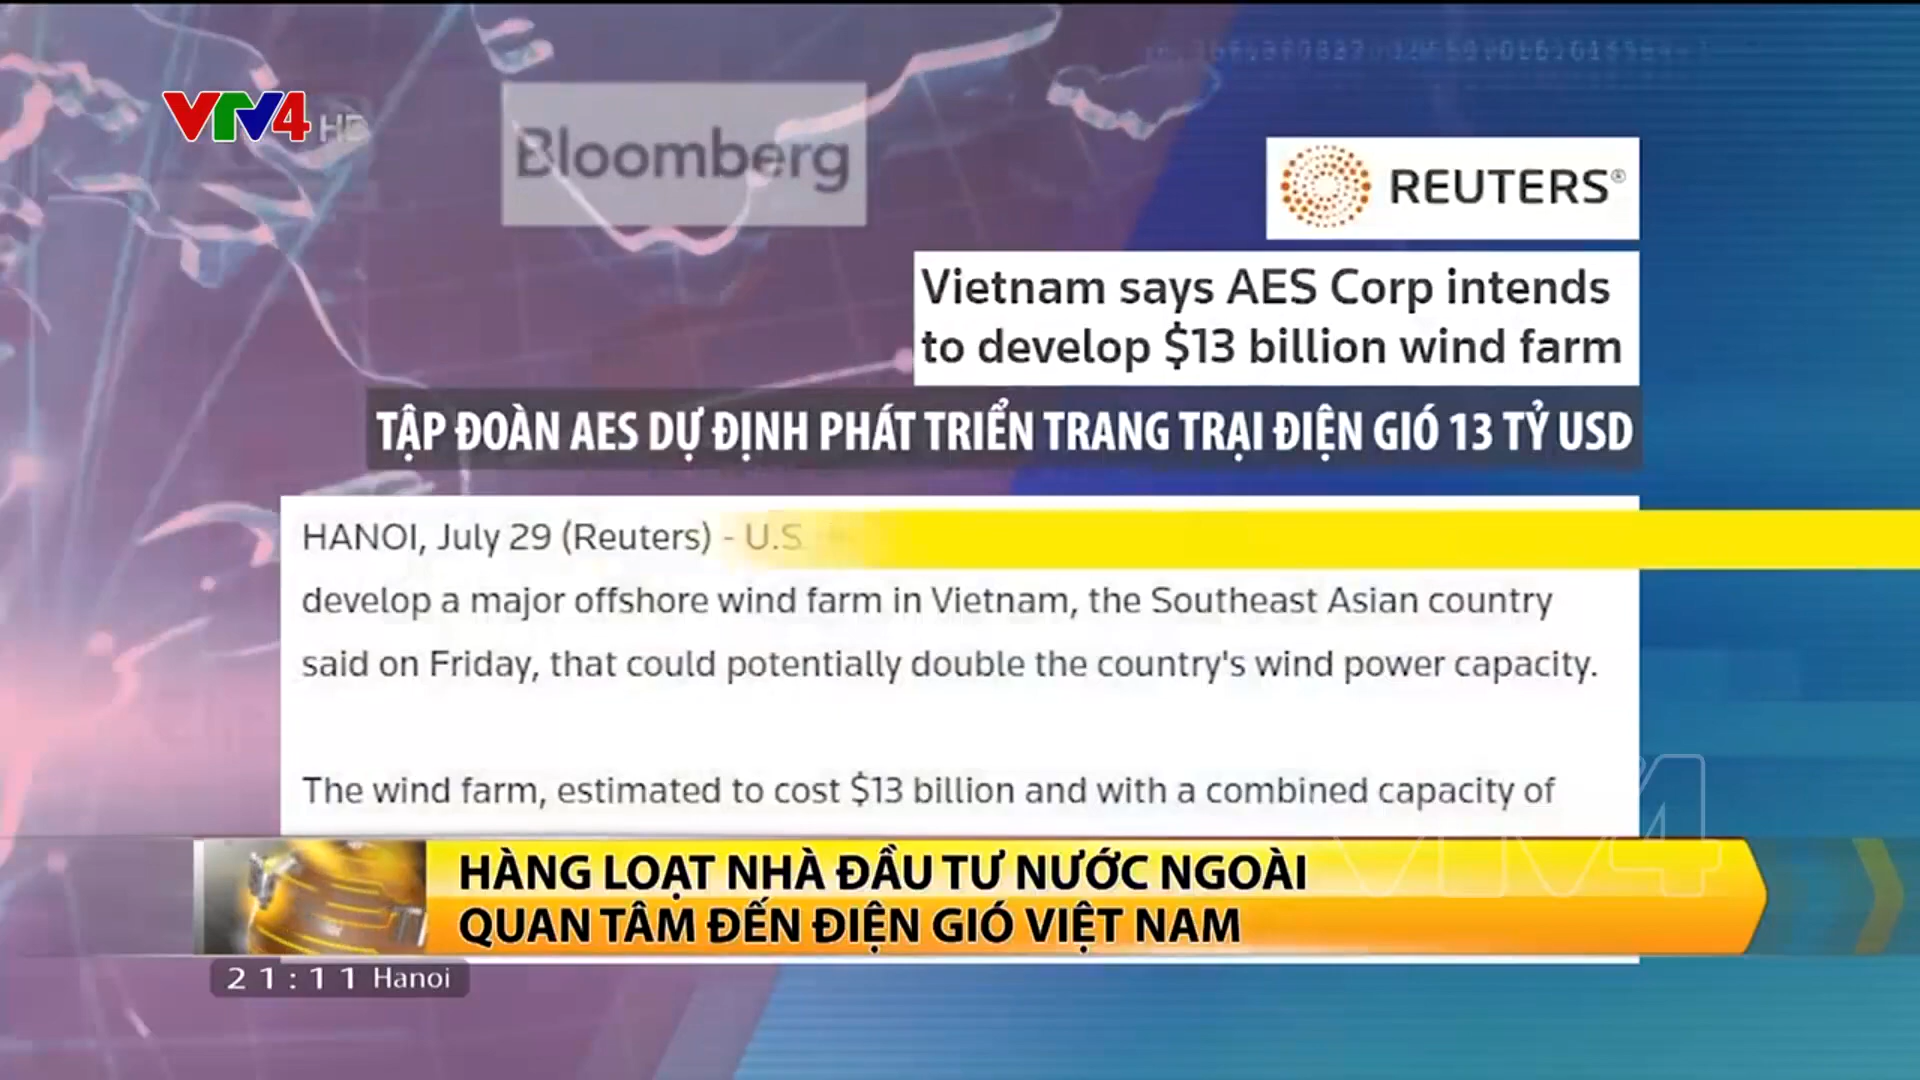 VTV4 HD
Bloomberg
REUTERS®
Vietnam says AES Corp intends
to develop $13 billion wind farm
TẬP ĐOÀN AES DỰ ĐỊNH PHÁT TRIỂN TRANG TRẠI ĐIỆN GIÓ 13 TỶ USD
HANOI, July 29 (Reuters) - U.S.
develop a major offshore wind farm in Vietnam, the Southeast Asian country
said on Friday, that could potentially double the country's wind power capacity.
The wind farm, estimated to cost $13 billion and with a combined capacity of
VTV4
HÀNG LOẠT NHÀ ĐẦU TƯ NƯỚC NGOÀI
QUAN TÂM ĐẾN ĐIỆN GIÓ VIỆT NAM
21:11 Hanoi